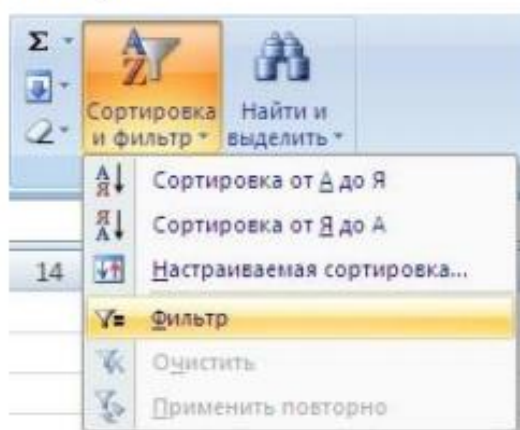 Σ
Сортировка и фильтр
Найти и выделить
Сортировка от А до Я
Сортировка от Я до А
14
Настраиваемая сортировка...
Фильтр
Очистить
Применить повторно